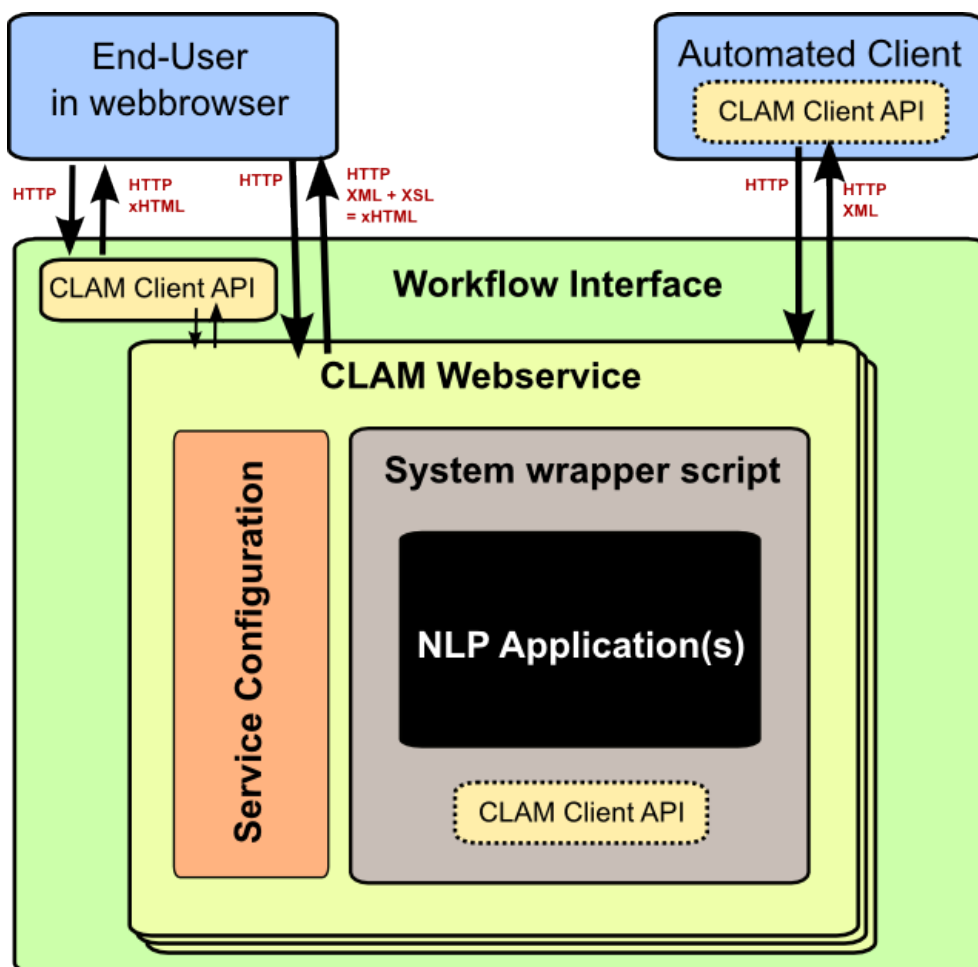 End-User
in webbrowser
Automated Client
CLAM Client API
HTTP
HTTP
xHTML
HTTP
HTTP
XML + XSL
= xHTML
HTTP
HTTP
XML
CLAM Client API
Workflow Interface
CLAM Webservice
Service Configuration
System wrapper script
NLP Application(s)
CLAM Client API